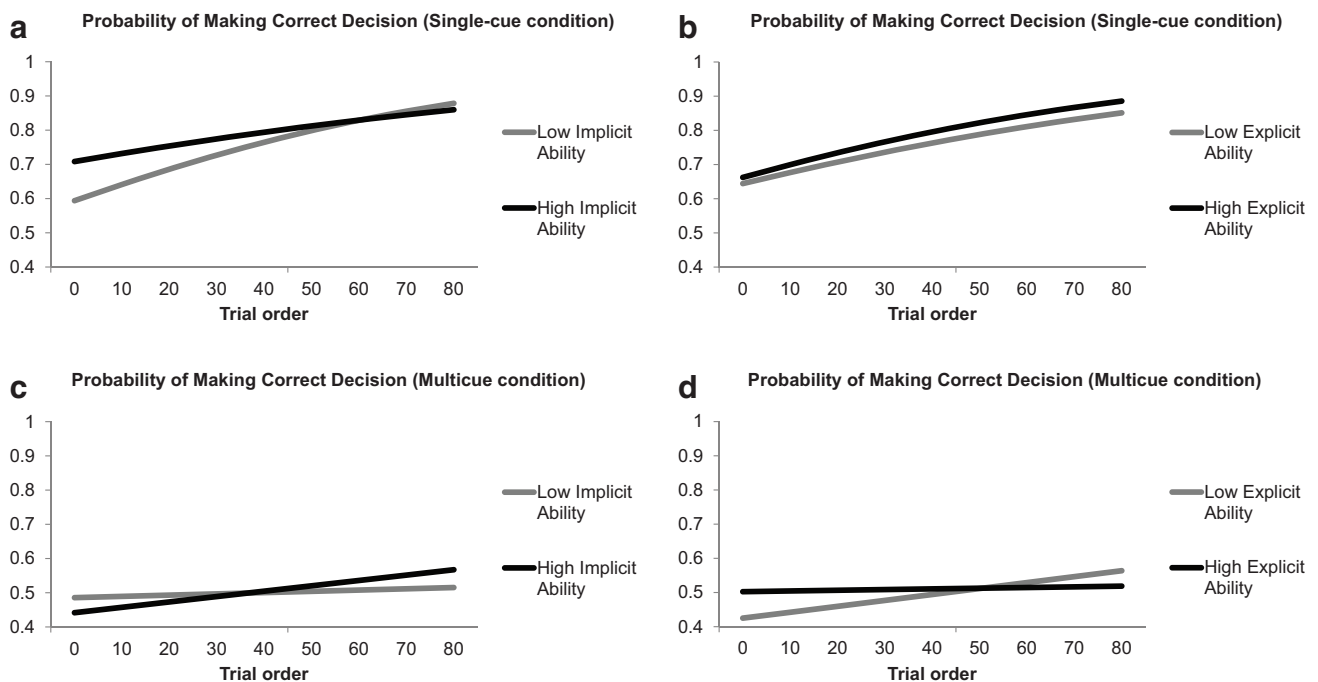 a
Probability of Making Correct Decision (Single-cue condition)
1
0.9
0.8
0.7
0.6
0.5
0.4
0 10 20 30 40 50 60 70 80
Trial order
Low Implicit
Ability
High Implicit
Ability
b
Probability of Making Correct Decision (Single-cue condition)
1
0.9
0.8
0.7
0.6
0.5
0.4
0 10 20 30 40 50 60 70 80
Trial order
Low Explicit
Ability
High Explicit
Ability
c
Probability of Making Correct Decision (Multicue condition)
1
0.9
0.8
0.7
0.6
0.5
0.4
0 10 20 30 40 50 60 70 80
Trial order
Low Implicit
Ability
High Implicit
Ability
d
Probability of Making Correct Decision (Multicue condition)
1
0.9
0.8
0.7
0.6
0.5
0.4
0 10 20 30 40 50 60 70 80
Trial order
Low Explicit
Ability
High Explicit
Ability